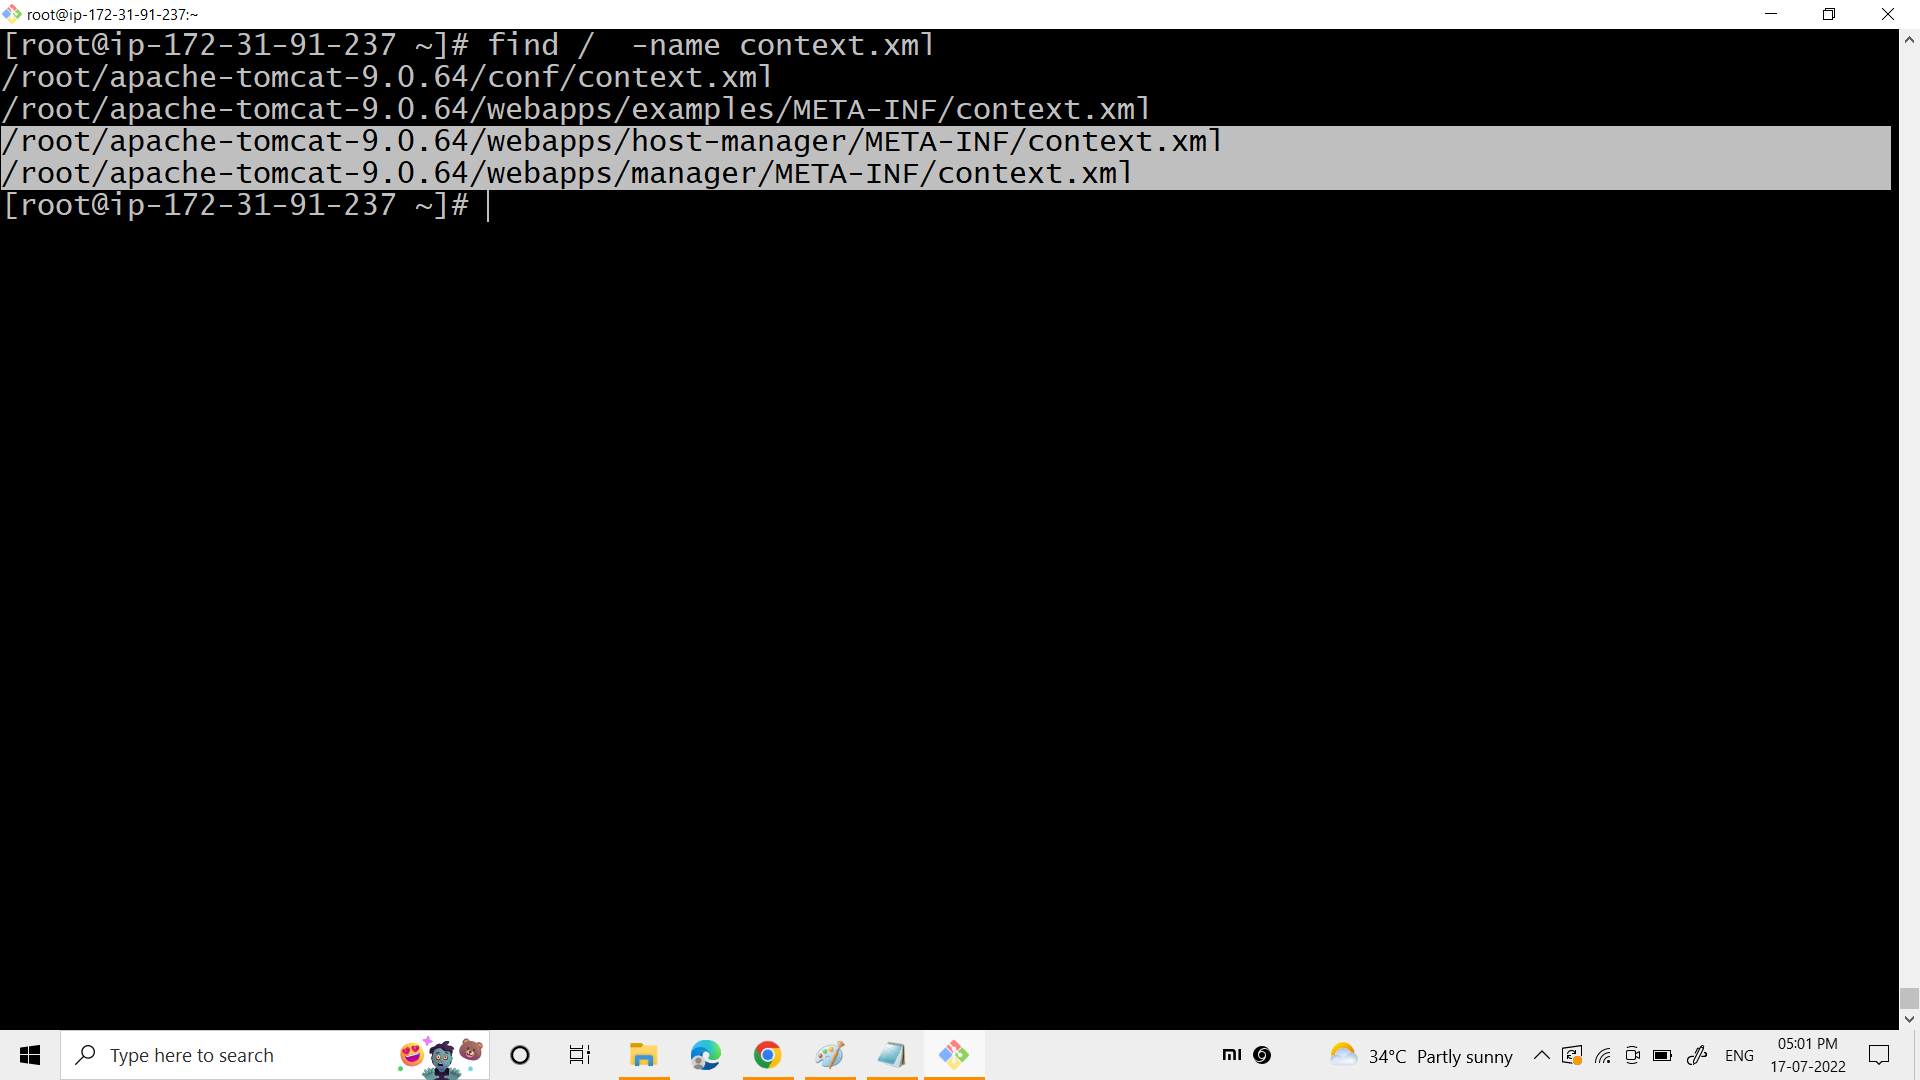 root@ip-172-31-91-237:~
[root@ip-172-31-91-237 ~]# find /  -name context.xml
/root/apache-tomcat-9.0.64/conf/context.xml
/root/apache-tomcat-9.0.64/webapps/examples/META-INF/context.xml
/root/apache-tomcat-9.0.64/webapps/host-manager/META-INF/context.xml
/root/apache-tomcat-9.0.64/webapps/manager/META-INF/context.xml
[root@ip-172-31-91-237 ~]#
Type here to search
mi
34°C Partly sunny
ENG
05:01 PM
17-07-2022